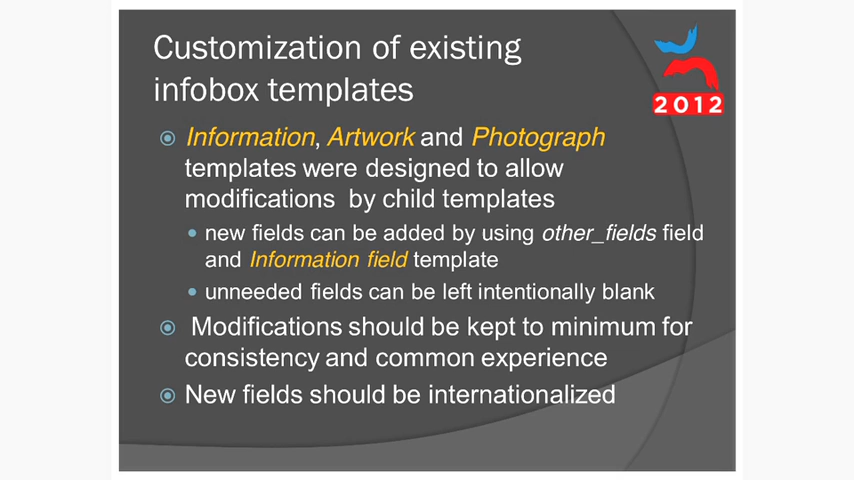 Customization of existing
infobox templates
2012
Information, Artwork and Photograph
templates were designed to allow
modifications by child templates
new fields can be added by using other_fields field
and Information field template
unneeded fields can be left intentionally blank
Modifications should be kept to minimum for
consistency and common experience
New fields should be internationalized